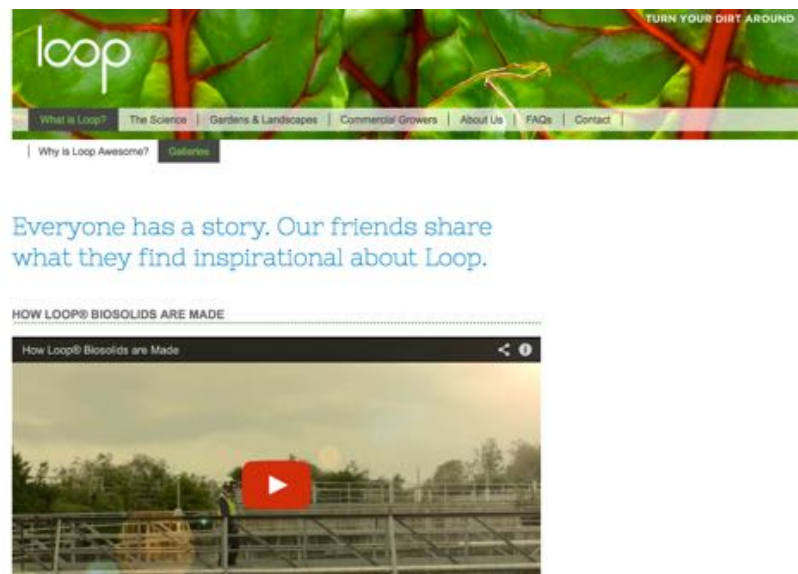 TURN YOUR DIRT AROUND
loop
What is Loop? | The Science | Gardens & Landscapes | Commercial Growers | About Us | FAQs | Contact |
| Why is Loop Awesome? Galleries
Everyone has a story. Our friends share
what they find inspirational about Loop.
HOW LOOP® BIOSOLIDS ARE MADE
How Loop® Biosolids are Made